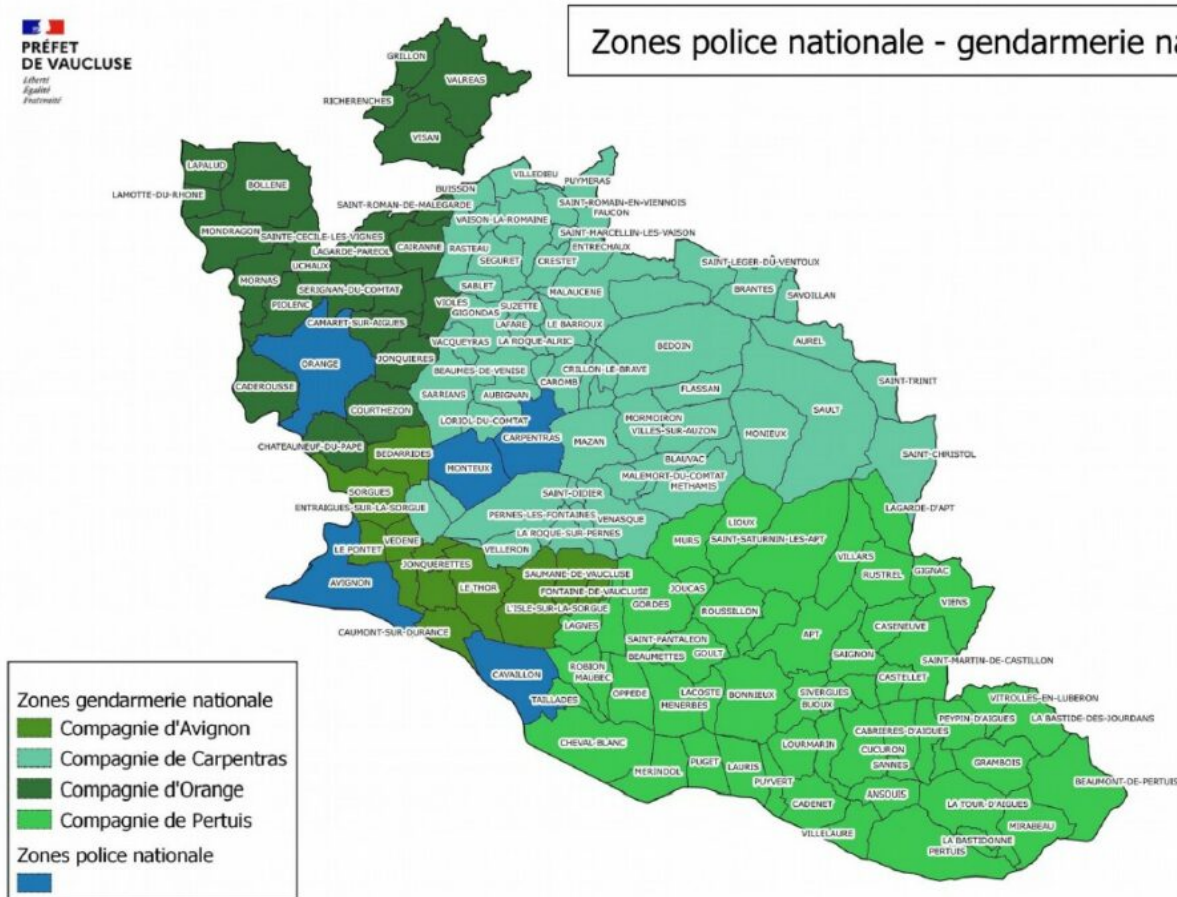 PRÉFET
DE VAUCLUSE
Liberté
Égalité
Fraternité
Zones police nationale - gendarmerie na
GRILLON
VALREAS
RICHERENCHES
VISAN
LAPALUD
BOLLENE
LAMOTTE-DU-RHONE
BUISSON
VILLEDIEU
PUYMERAS
SAINT-ROMAN-DE-MALEGARDE
SAINT-ROMAIN-EN-VIENNOIS
FAUCON
VAISON-LA-ROMAINE
MONDRAGON
SAINTE-CECILE-LES-VIGNES
SAINT-MARCELLIN-LES-VAISON
LAGARDE-PAREOL
CAIRANNE
RASTEAU
ENTRECHAUX
UCHAUX
SEGURET
CRESTET
SAINT-LEGER-DU-VENTOUX
MORNAS
SERIGNAN-DU-COMTAT
SABLET
MALAUCENE
BRANTES
SAVOILLAN
PIOLENC
VIOLES
GIGONDAS
SUZETTE
CAMARET-SUR-AIGUES
LAFARE
LE BARROUX
VACQUEYRAS
LA ROQUE-ALRIC
BEDOIN
AUREL
ORANGE
JONQUIERES
BEAUMES-DE-VENISE
CRILLON-LE-BRAVE
CAROMB
SAINT-TRINIT
CADEROUSSE
SARRIANS
AUBIGNAN
FLASSAN
COURTHEZON
LORIOL-DU-COMTAT
MORMOIRON
SAULT
CARPENTRAS
VILLES-SUR-AUZON
MONIEUX
CHATEAUNEUF-DU-PAPE
BEDARRIDES
MAZAN
MONTEUX
BLAUVAC
SAINT-CHRISTOL
MALEMORT-DU-COMTAT
METHAMIS
SORGUES
SAINT-DIDIER
ENTRAIGUES-SUR-LA-SORGUE
PERNES-LES-FONTAINES
VENASQUE
LAGARDE-D'APT
LIOUX
LA ROQUE-SUR-PERNES
MURS
SAINT-SATURNIN-LES-APT
VEDENE
LE PONTET
VELLERON
VILLARS
JONQUERETTES
SAUMANE-DE-VAUCLUSE
RUSTREL
GIGNAC
AVIGNON
LE THOR
JOUCAS
FONTAINE-DE-VAUCLUSE
VIENS
GORDES
ROUSSILLON
L'ISLE-SUR-LA-SORGUE
LAGNES
CASENEUVE
CAUMONT-SUR-DURANCE
APT
SAINT-PANTALEON
SAIGNON
BEAUMETTES
GOULT
SAINT-MARTIN-DE-CASTILLON
CAVAILLON
ROBION
MAUBEC
CASTELLET
TAILLADES
OPPEDE
LACOSTE
BONNIEUX
SIVERGUES
VITROLLES-EN-LUBERON
MENERBES
BUOUX
PEYPIN-D'AIGUES
LA BASTIDE-DES-JOURDANS
CABRIERES-D'AIGUES
CHEVAL-BLANC
LOURMARIN
CUCURON
PUGET
SANNES
GRAMBOIS
MERINDOL
LAURIS
PUYVERT
BEAUMONT-DE-PERTUIS
ANSOUIS
CADENET
LA TOUR-D'AIGUES
MIRABEAU
VILLELAURE
LA BASTIDONNE
PERTUIS
Zones gendarmerie nationale
Compagnie d'Avignon
Compagnie de Carpentras
Compagnie d'Orange
Compagnie de Pertuis
Zones police nationale